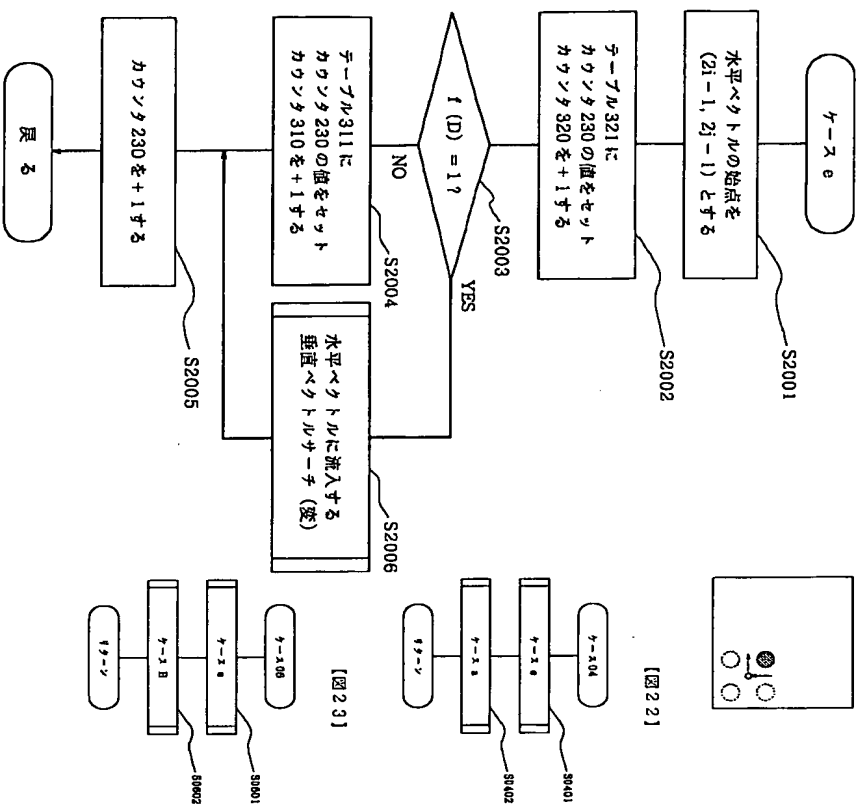 ケースe
水平ベクトルの始点を
(2i-1, 2j-1) とする
S2001
テーブル321に
カウンタ230の値をセット
カウンタ320を+1する
S2002
f (D) = 1?
S2003
NO
YES
テーブル311に
カウンタ230の値をセット
カウンタ310を+1する
S2004
水平ベクトルに流入する
垂直ベクトルサーチ (変)
S2006
カウンタ230を+1する
S2005
戻る
【図22】
ケース04
ケースe
S0401
ケースa
S0402
リターン
【図23】
ケース06
S0601
ケースB
S0602
リターン